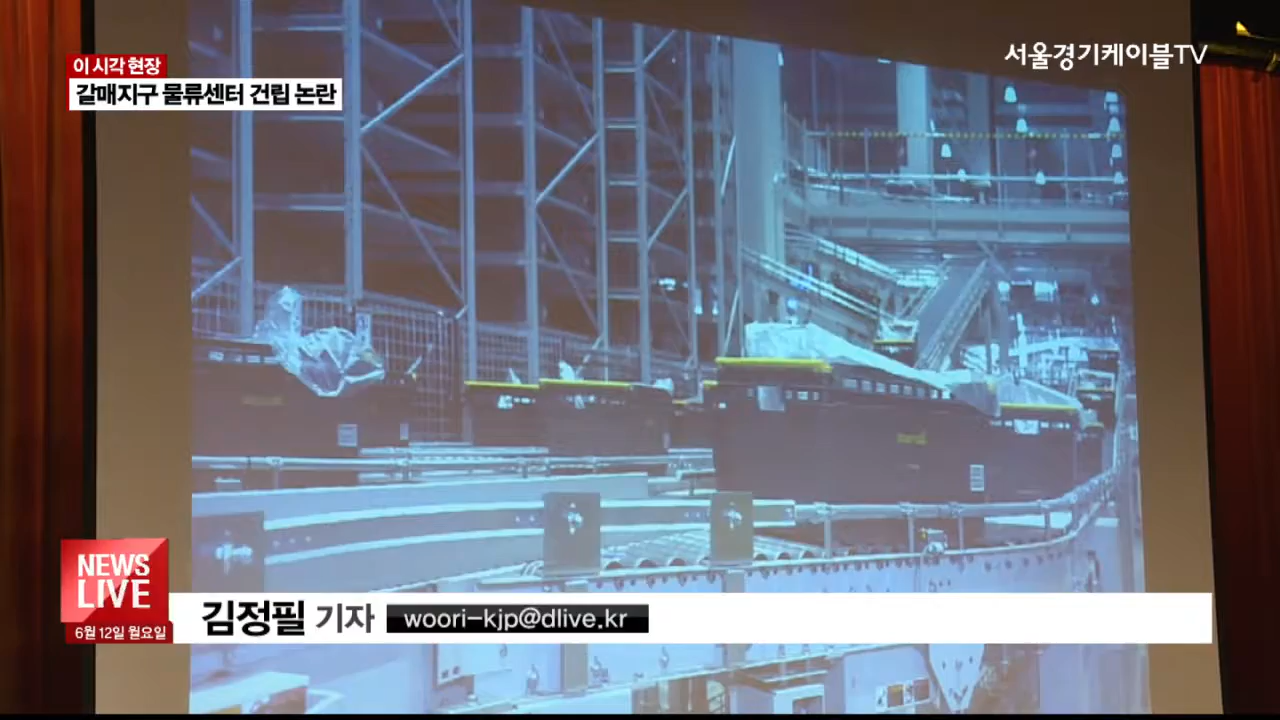 이 시각 현장
갈매지구 물류센터 건립 논란
서울경기케이블TV
NEWS
LIVE
6월 12일 월요일
김정필 기자 woori-kjp@dlive.kr